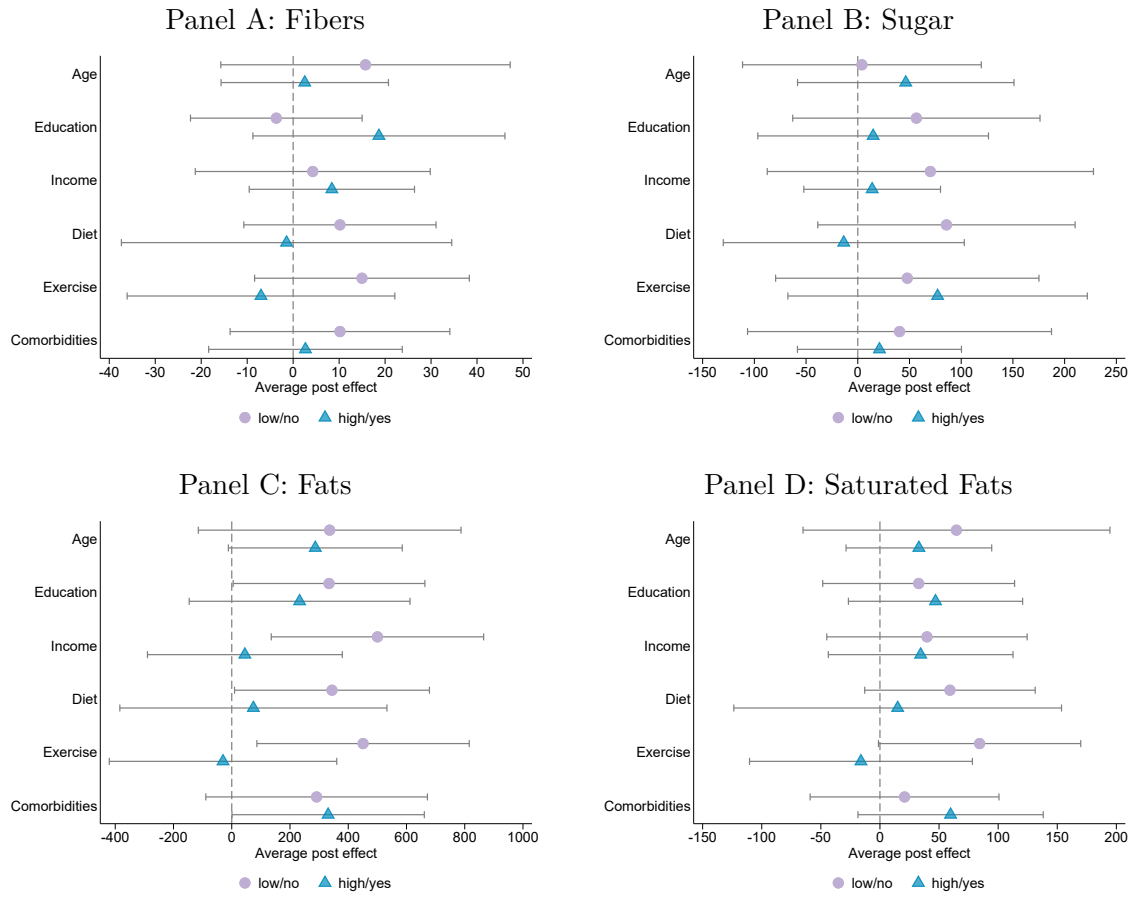 Panel A: Fibers
Age
Education
Income
Diet
Exercise
Comorbidities
-40 -30 -20 -10 0 10 20 30 40 50
Average post effect
low/no high/yes
Panel B: Sugar
Age
Education
Income
Diet
Exercise
Comorbidities
-150 -100 -50 0 50 100 150 200 250
Average post effect
low/no high/yes
Panel C: Fats
Age
Education
Income
Diet
Exercise
Comorbidities
-400 -200 0 200 400 600 800 1000
Average post effect
low/no high/yes
Panel D: Saturated Fats
Age
Education
Income
Diet
Exercise
Comorbidities
-150 -100 -50 0 50 100 150 200
Average post effect
low/no high/yes